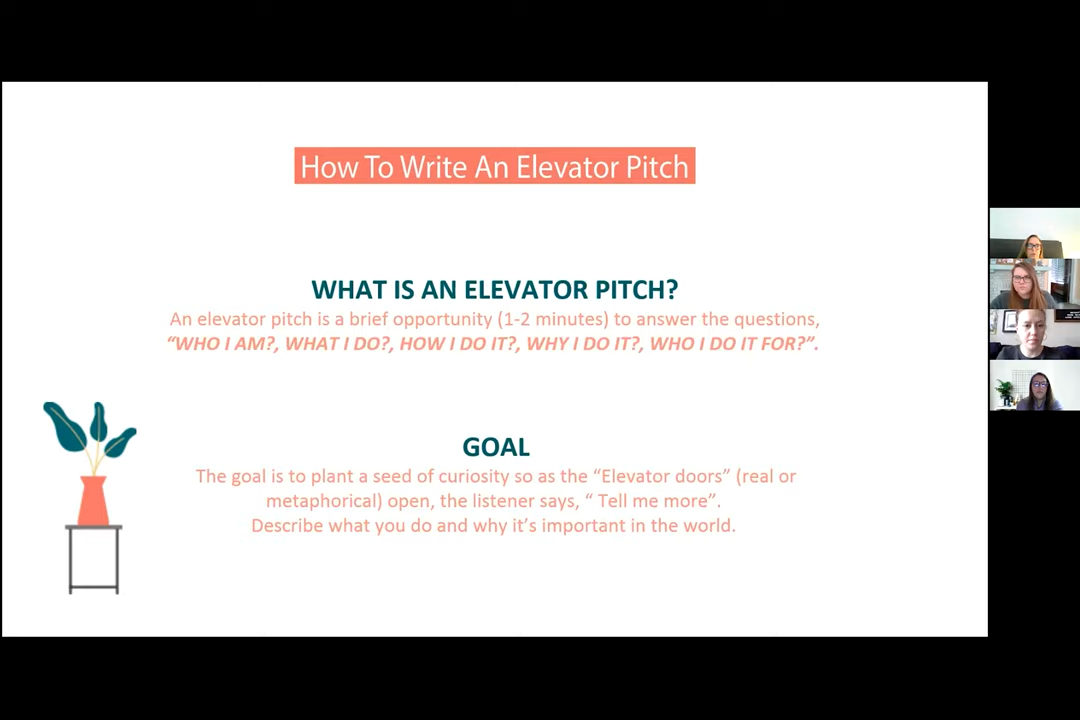 How To Write An Elevator Pitch
WHAT IS AN ELEVATOR PITCH?
An elevator pitch is a brief opportunity (1-2 minutes) to answer the questions,
“WHO I AM?, WHAT I DO?, HOW I DO IT?, WHY I DO IT?, WHO I DO IT FOR?”.
GOAL
The goal is to plant a seed of curiosity so as the “Elevator doors” (real or
metaphorical) open, the listener says, “ Tell me more”.
Describe what you do and why it’s important in the world.